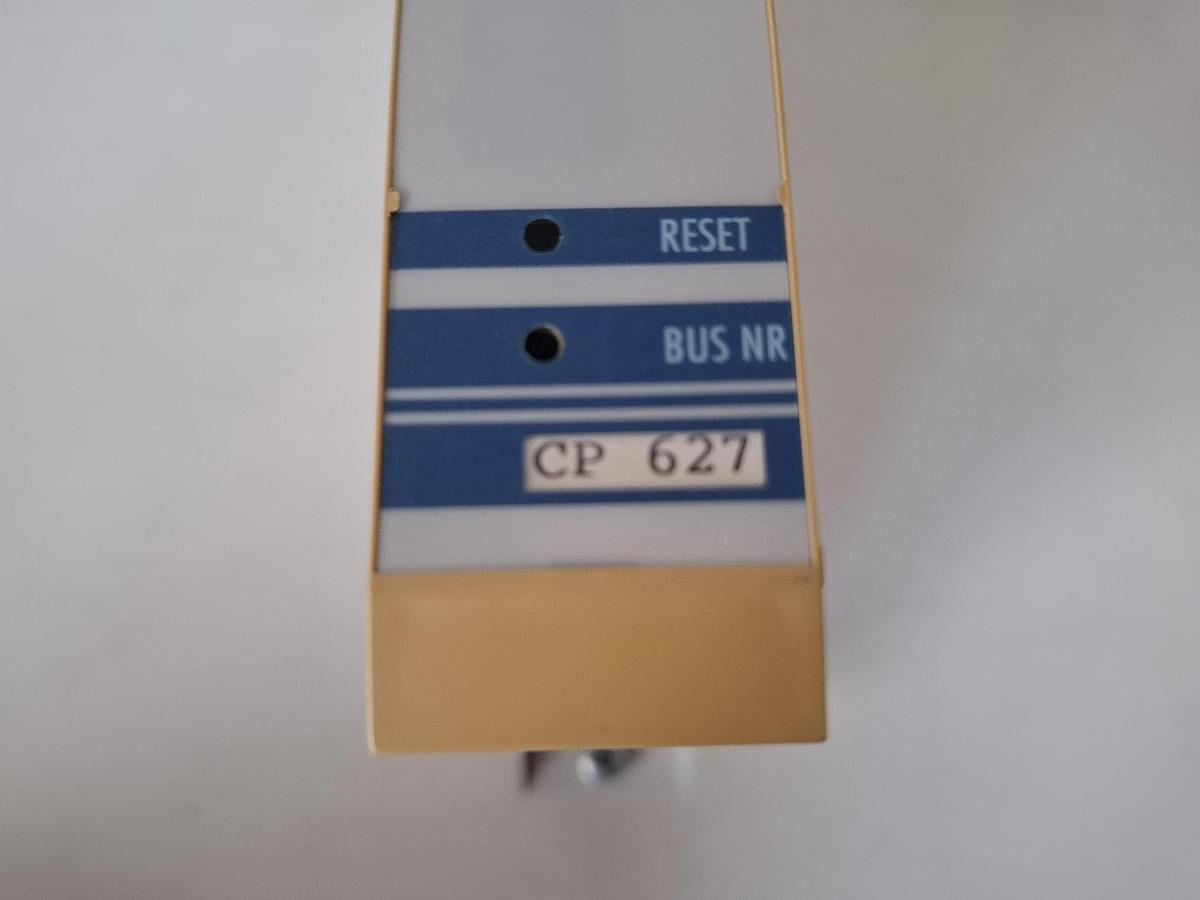 RESET
BUS NR
CP 627